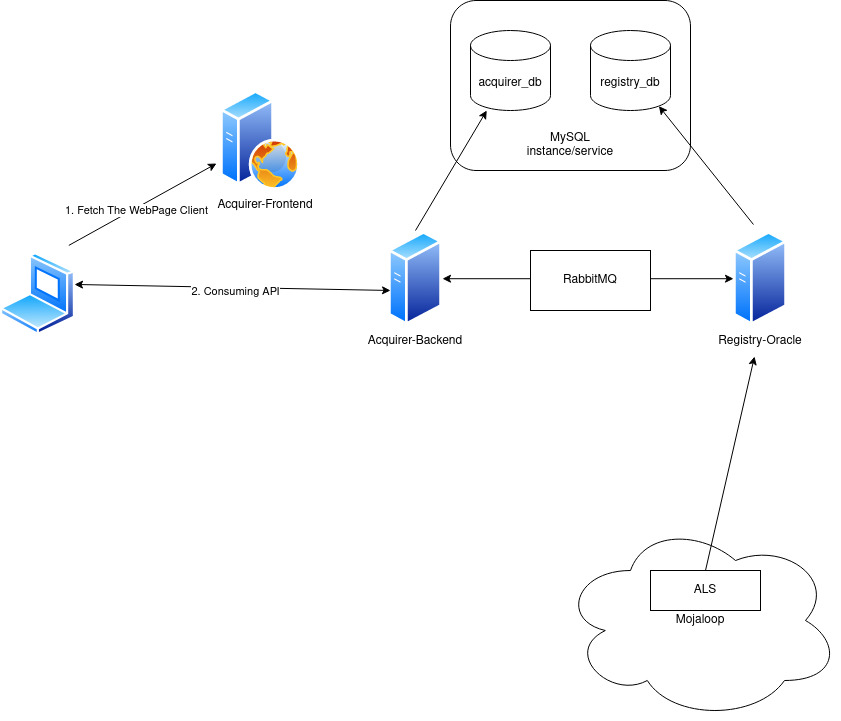 acquirer_db
registry_db
MySQL
instance/service
Acquirer-Frontend
1. Fetch The WebPage Client
2. Consuming API
RabbitMQ
Acquirer-Backend
Registry-Oracle
ALS
Mojaloop